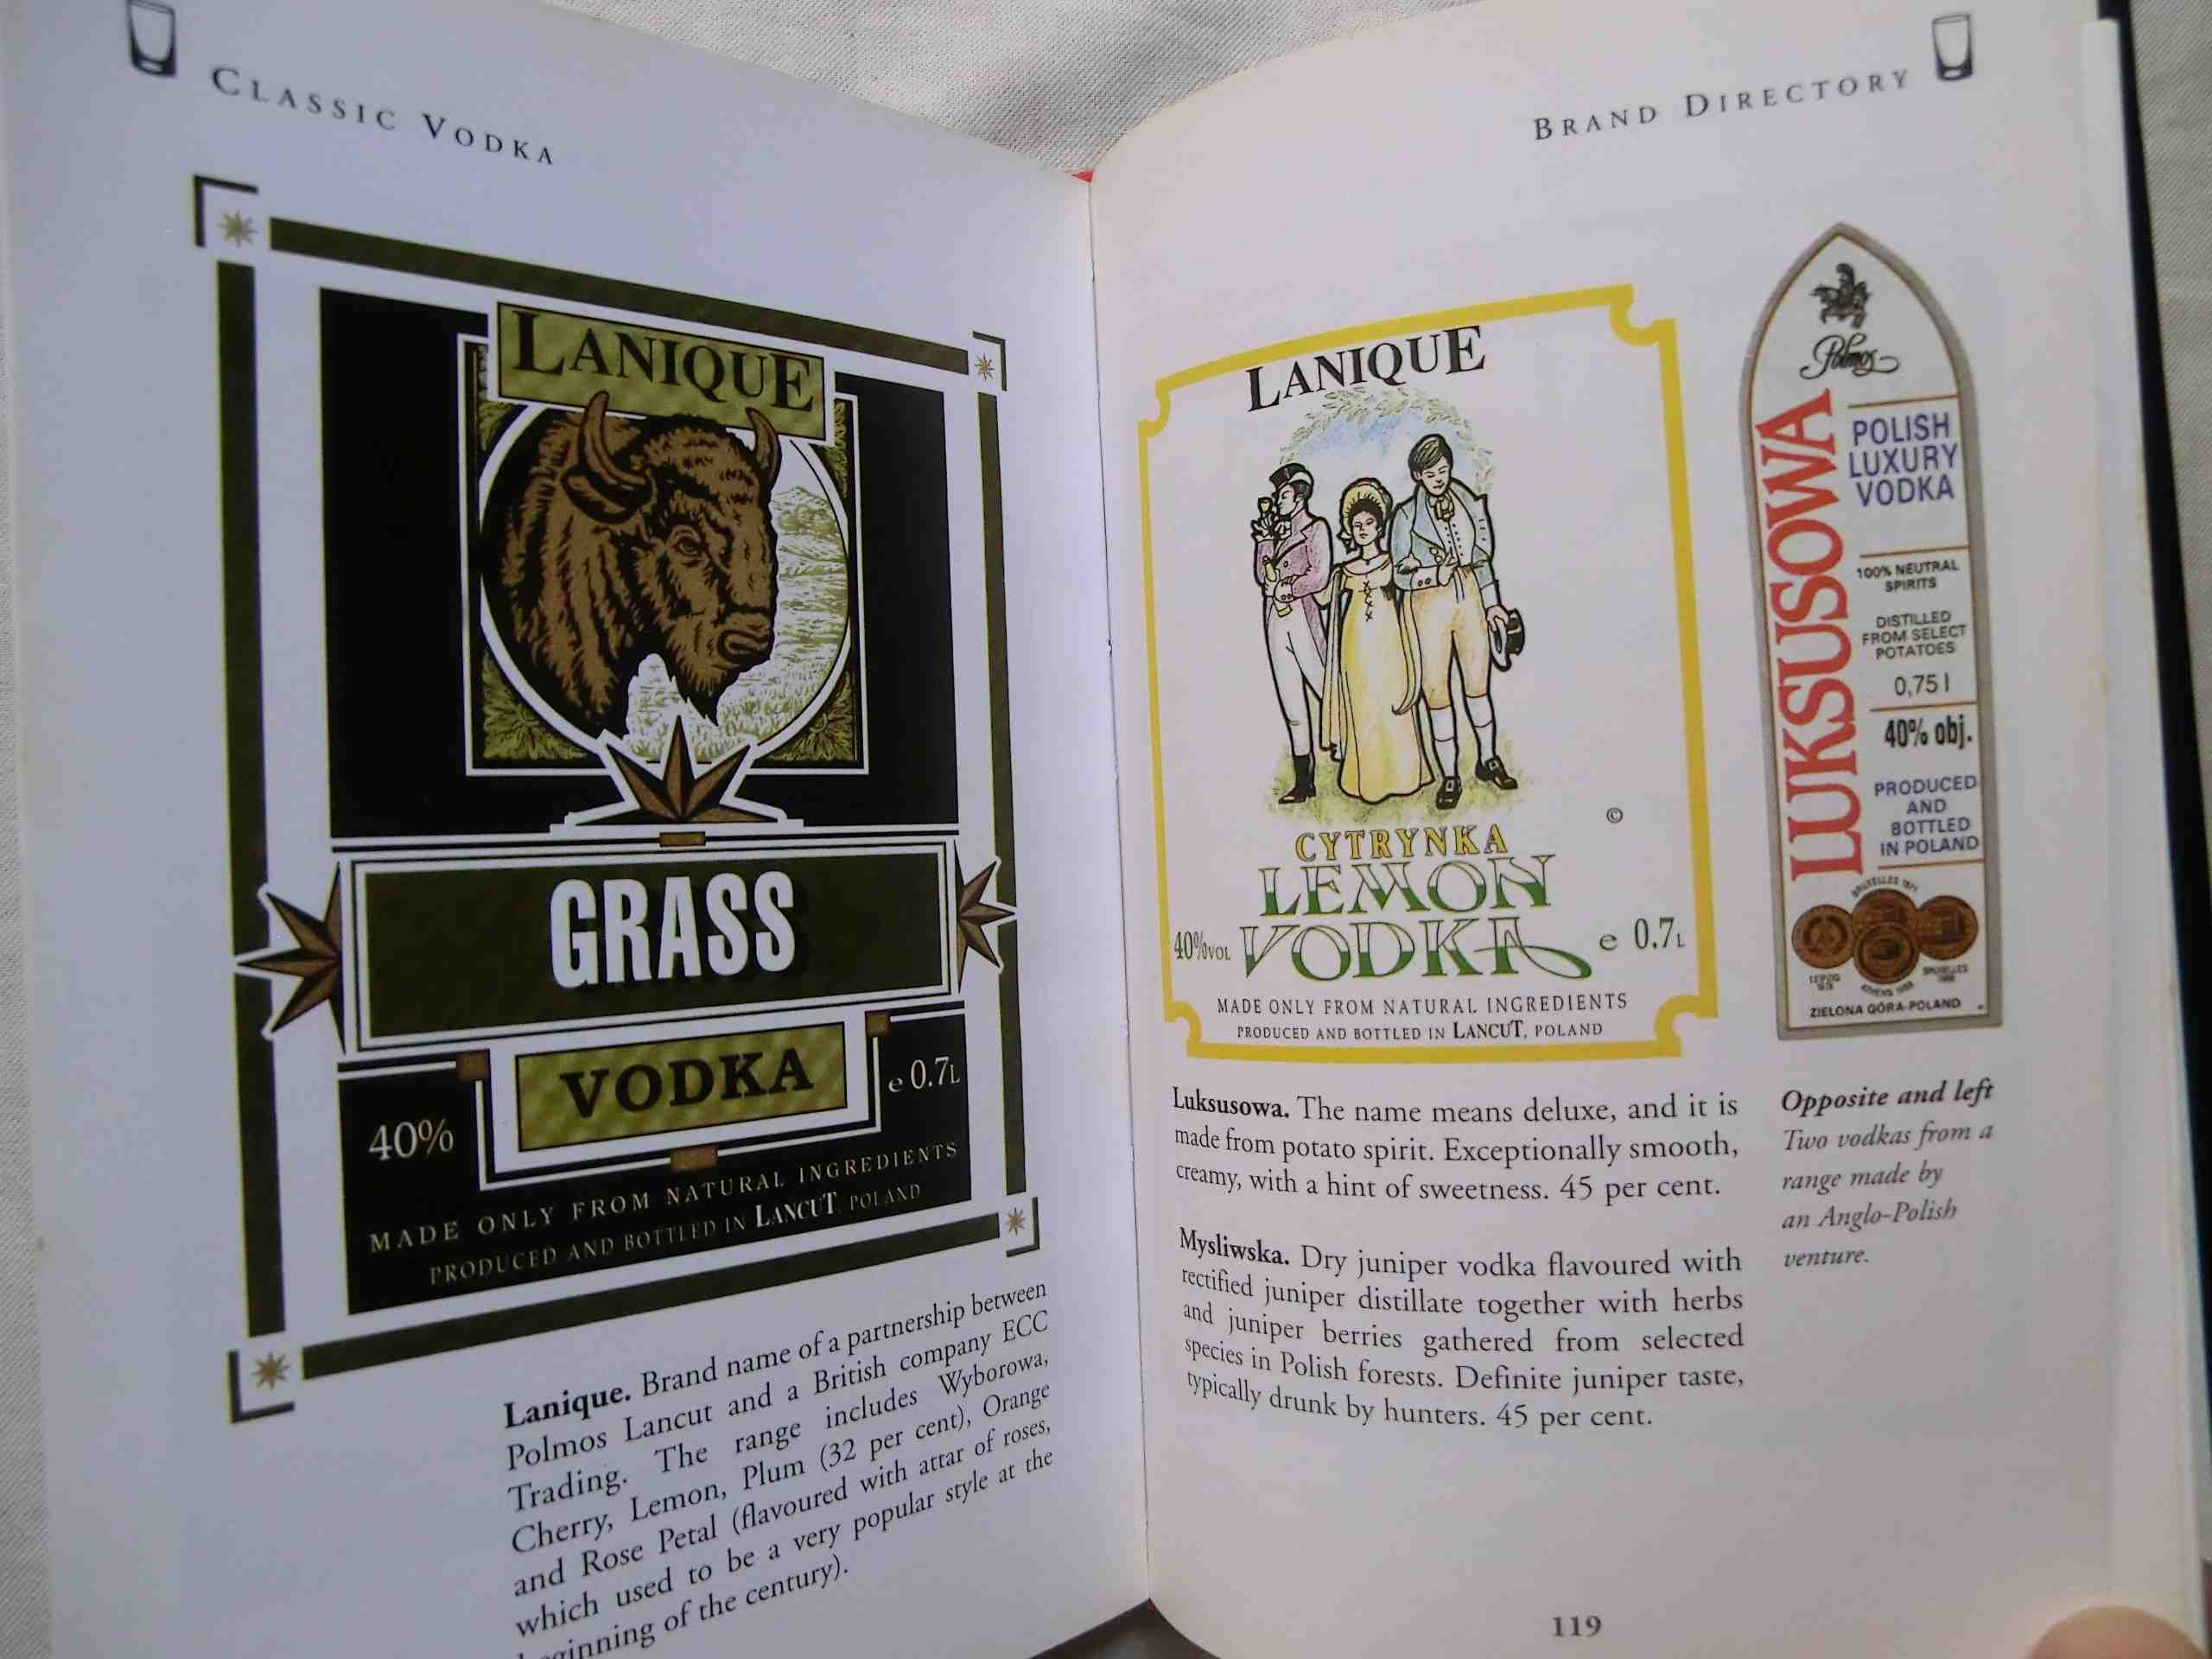 CLASSIC VODKA
LANIQUE
GRASS
VODKA
40%
e 0.7L
MADE ONLY FROM NATURAL INGREDIENTS
PRODUCED AND BOTTLED IN LANCUT, POLAND
Lanique. Brand name of a partnership between
Polmos Lancut and a British company ECC
Trading. The range includes Wyborowa,
Cherry, Lemon, Plum (32 per cent), Orange
and Rose Petal (flavoured with attar of roses,
which used to be a very popular style at the
beginning of the century).
BRAND DIRECTORY
LANIQUE
©
CYTRYNKA
LEMON
VODKA
40%VOL
e 0.7L
MADE ONLY FROM NATURAL INGREDIENTS
PRODUCED AND BOTTLED IN LANCUT, POLAND
Polmos
LUKSUSOWA
POLISH
LUXURY
VODKA
100% NEUTRAL
SPIRITS
DISTILLED
FROM SELECT
POTATOES
0,75 l
40% obj.
PRODUCED
AND
BOTTLED
IN POLAND
BRUXELLES
LEIPZIG
ATHENS
BRUXELLES
ZIELONA GÓRA-POLAND
Luksusowa. The name means deluxe, and it is
made from potato spirit. Exceptionally smooth,
creamy, with a hint of sweetness. 45 per cent.
Mysliwska. Dry juniper vodka flavoured with
rectified juniper distillate together with herbs
and juniper berries gathered from selected
species in Polish forests. Definite juniper taste,
typically drunk by hunters. 45 per cent.
Opposite and left
Two vodkas from a
range made by
an Anglo-Polish
venture.
119